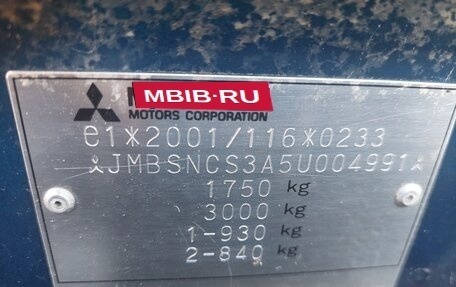 MBIB-RU
MOTORS CORPORATION
e1*2001/116*0233
*JMBSNCS3A5U004991*
1750 kg
3000 kg
1-930 kg
2-840 kg